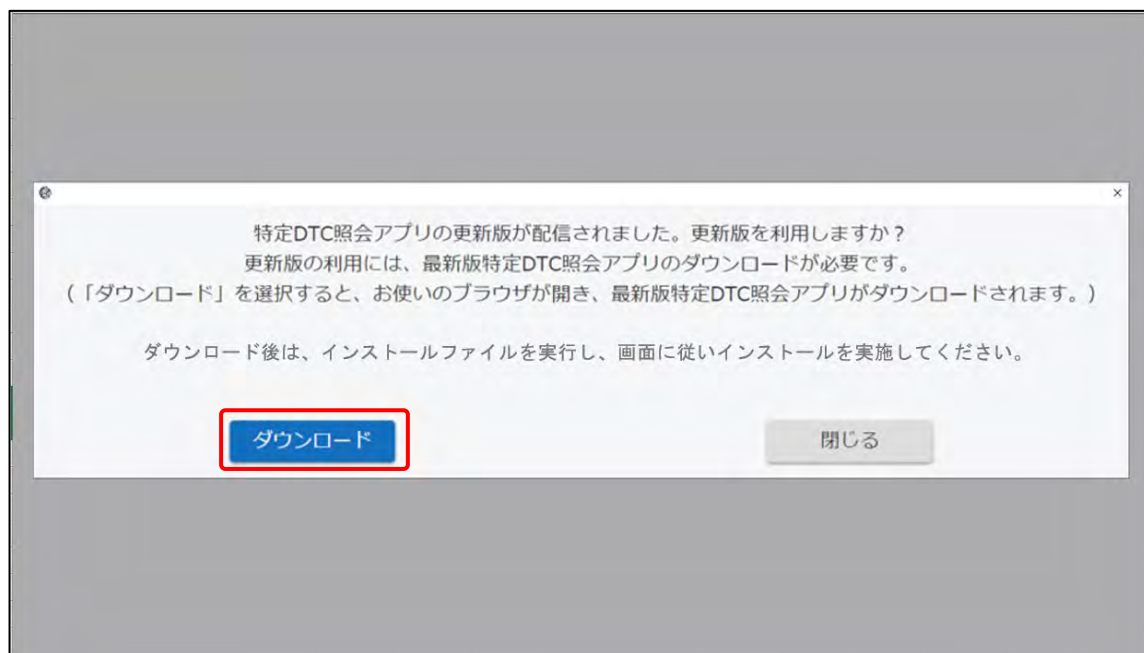 特定DTC照会アプリの更新版が配信されました。更新版を利用しますか？
更新版の利用には、最新版特定DTC照会アプリのダウンロードが必要です。
(「ダウンロード」を選択すると、お使いのブラウザが開き、最新版特定DTC照会アプリがダウンロードされます。)
ダウンロード後は、インストールファイルを実行し、画面に従いインストールを実施してください。
ダウンロード
閉じる